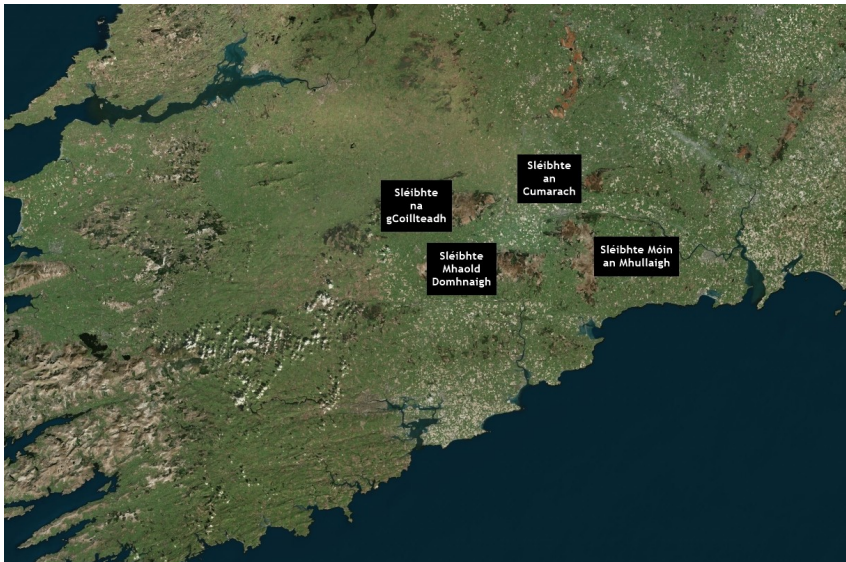 Sléibhte
an
Cumarach
Sléibhte
na
gCoillteadh
Sléibhte Móin
an Mhullaigh
Sléibhte
Mhaold
Domhnaigh